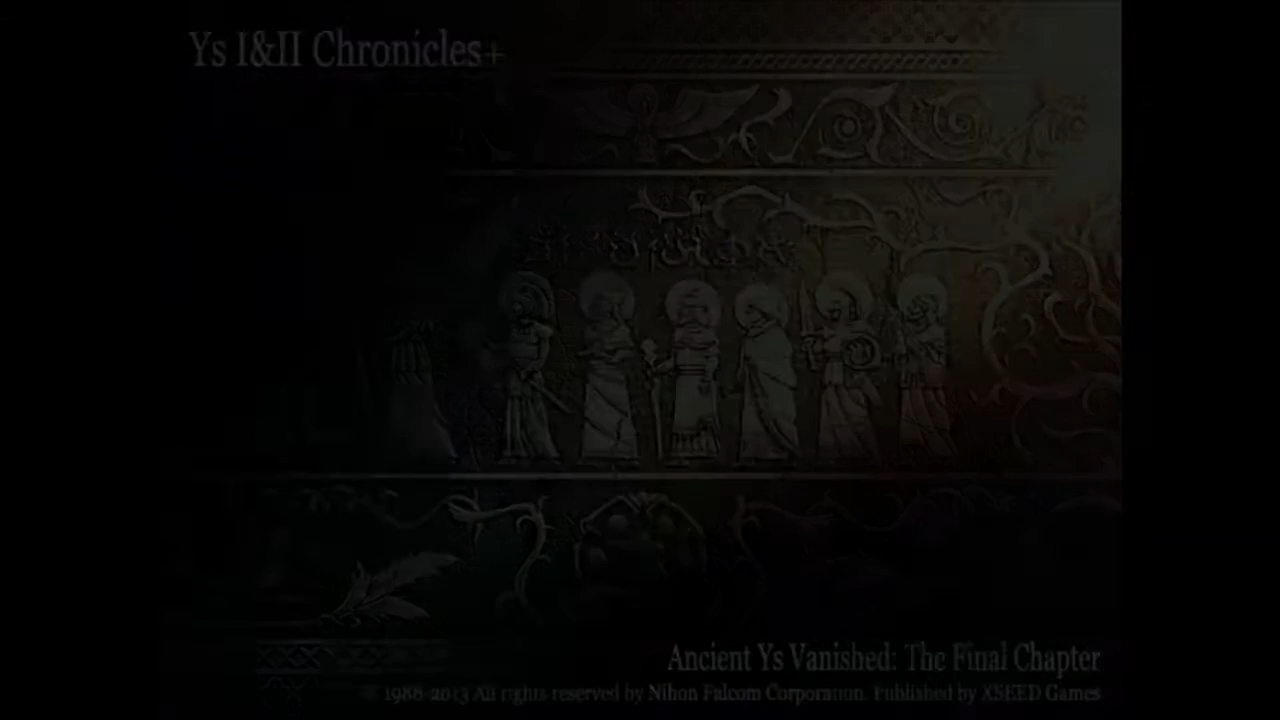 Ys I&II Chronicles+
Ancient Ys Vanished: The Final Chapter
1988-2013 All rights reserved by Nihon Falcom Corporation. Published by XSEED Games